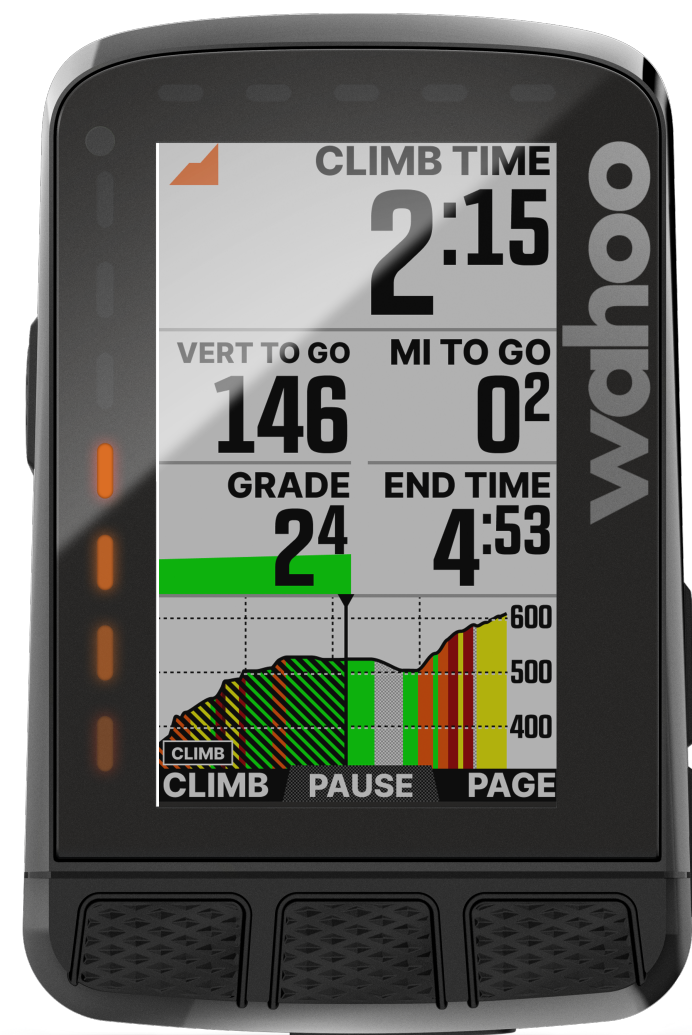 CLIMB TIME
2:15
VERT TO GO
146
MI TO GO
0²
GRADE
2⁴
END TIME
4:53
600
500
400
CLIMB
CLIMB PAUSE PAGE
wahoo